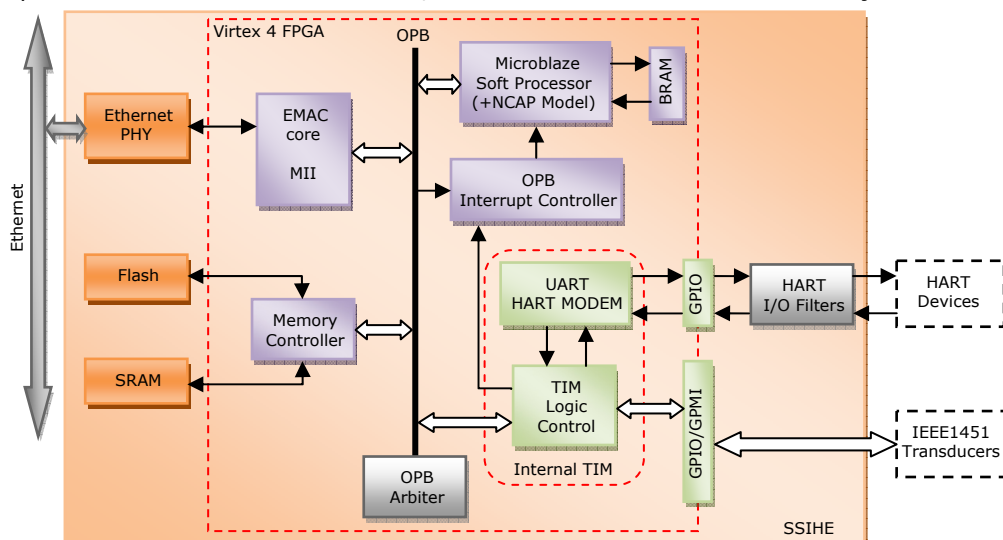 Virtex 4 FPGA
OPB
Microblaze
Soft Processor
(+NCAP Model)
BRAM
Ethernet
PHY
EMAC
core
MII
OPB
Interrupt Controller
Ethernet
Flash
UART
HART MODEM
GPIO
HART
I/O Filters
HART
Devices
Memory
Controller
SRAM
TIM
Logic
Control
GPIO/GPMI
IEEE1451
Transducers
Internal TIM
OPB
Arbiter
SSIHE